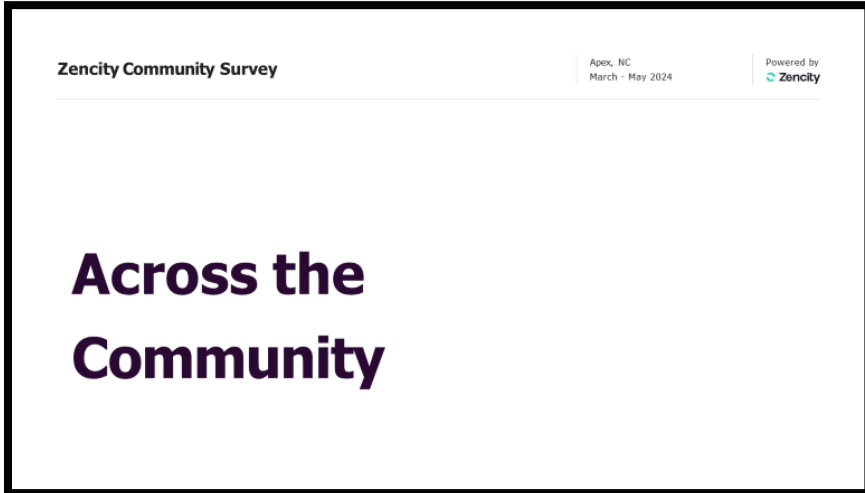 Zencity Community Survey
Apex, NC
March - May 2024
Powered by
Zencity
Across the
Community